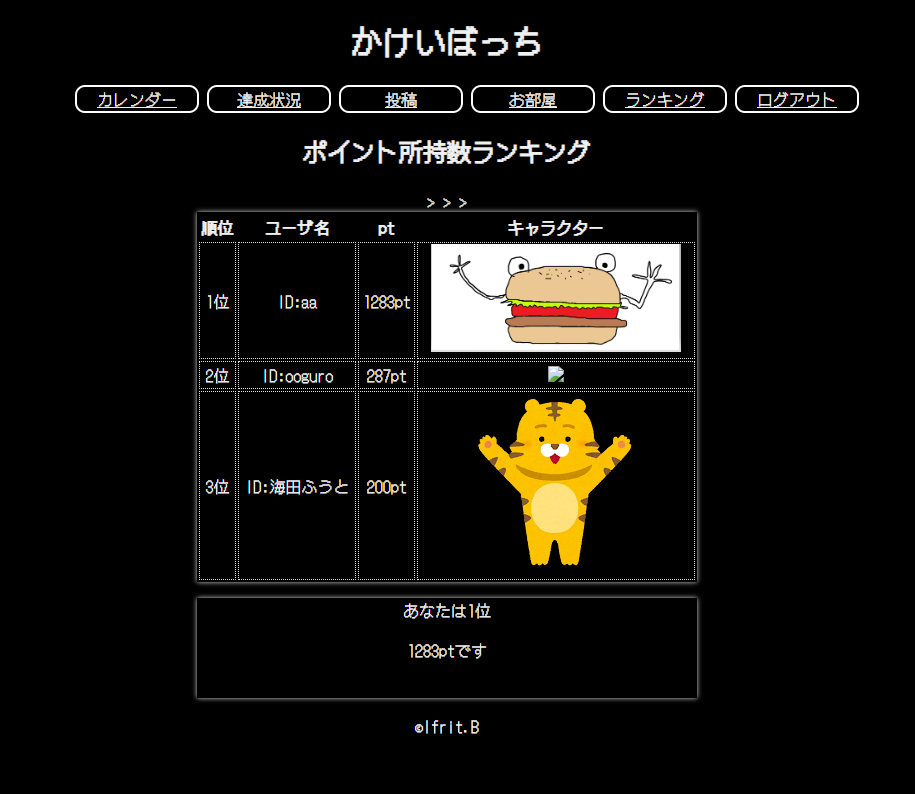 かけいぼっち
カレンダー 達成状況 投稿 お部屋 ランキング ログアウト
ポイント所持数ランキング
> > >
順位 ユーザ名 pt キャラクター
1位 ID:aa 1283pt
2位 ID:ooguro 287pt
3位 ID:海田ふうと 200pt
あなたは1位
1283ptです
©Ifrit.B